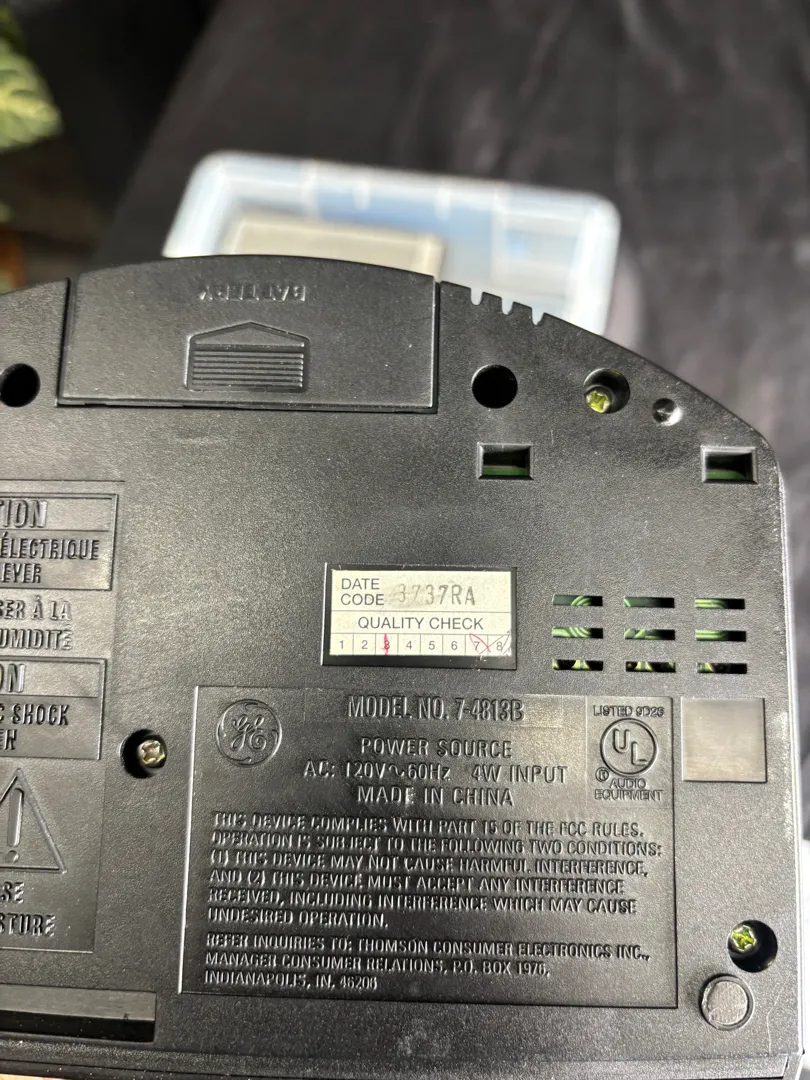 BATTERY
TION
ÉLECTRIQUE
EVER
SER À LA
UMIDITÉ
ON
C SHOCK
EN
SE
STURE
DATE
CODE 3737RA
QUALITY CHECK
1 2 3 4 5 6 7 8
GE
MODEL NO. 7-4813B
POWER SOURCE
AC: 120V~60Hz 4W INPUT
MADE IN CHINA
LISTED 9D26
UL
®
AUDIO
EQUIPMENT
THIS DEVICE COMPLIES WITH PART 15 OF THE FCC RULES.
OPERATION IS SUBJECT TO THE FOLLOWING TWO CONDITIONS:
(1) THIS DEVICE MAY NOT CAUSE HARMFUL INTERFERENCE,
AND (2) THIS DEVICE MUST ACCEPT ANY INTERFERENCE
RECEIVED, INCLUDING INTERFERENCE WHICH MAY CAUSE
UNDESIRED OPERATION.
REFER INQUIRIES TO: THOMSON CONSUMER ELECTRONICS INC.,
MANAGER CONSUMER RELATIONS, P.O. BOX 1976,
INDIANAPOLIS, IN. 46206